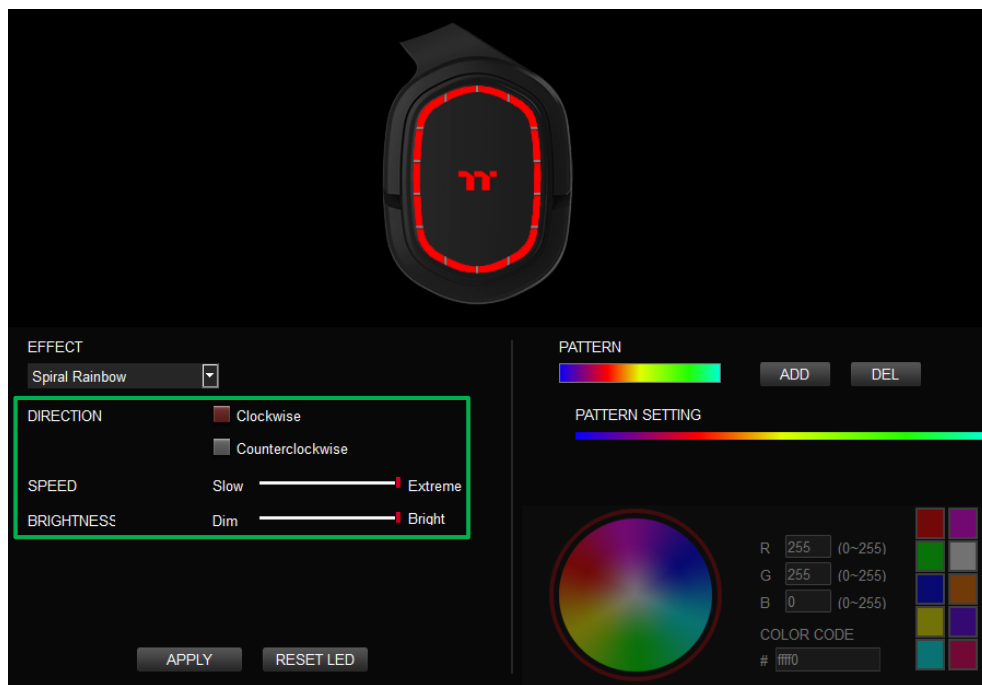 EFFECT
Spiral Rainbow
DIRECTION
Clockwise
Counterclockwise
SPEED
Slow
Extreme
BRIGHTNESS
Dim
Bright
APPLY
RESET LED
PATTERN
ADD
DEL
PATTERN SETTING
R 255 (0~255)
G 255 (0~255)
B 0 (0~255)
COLOR CODE
# ffff0